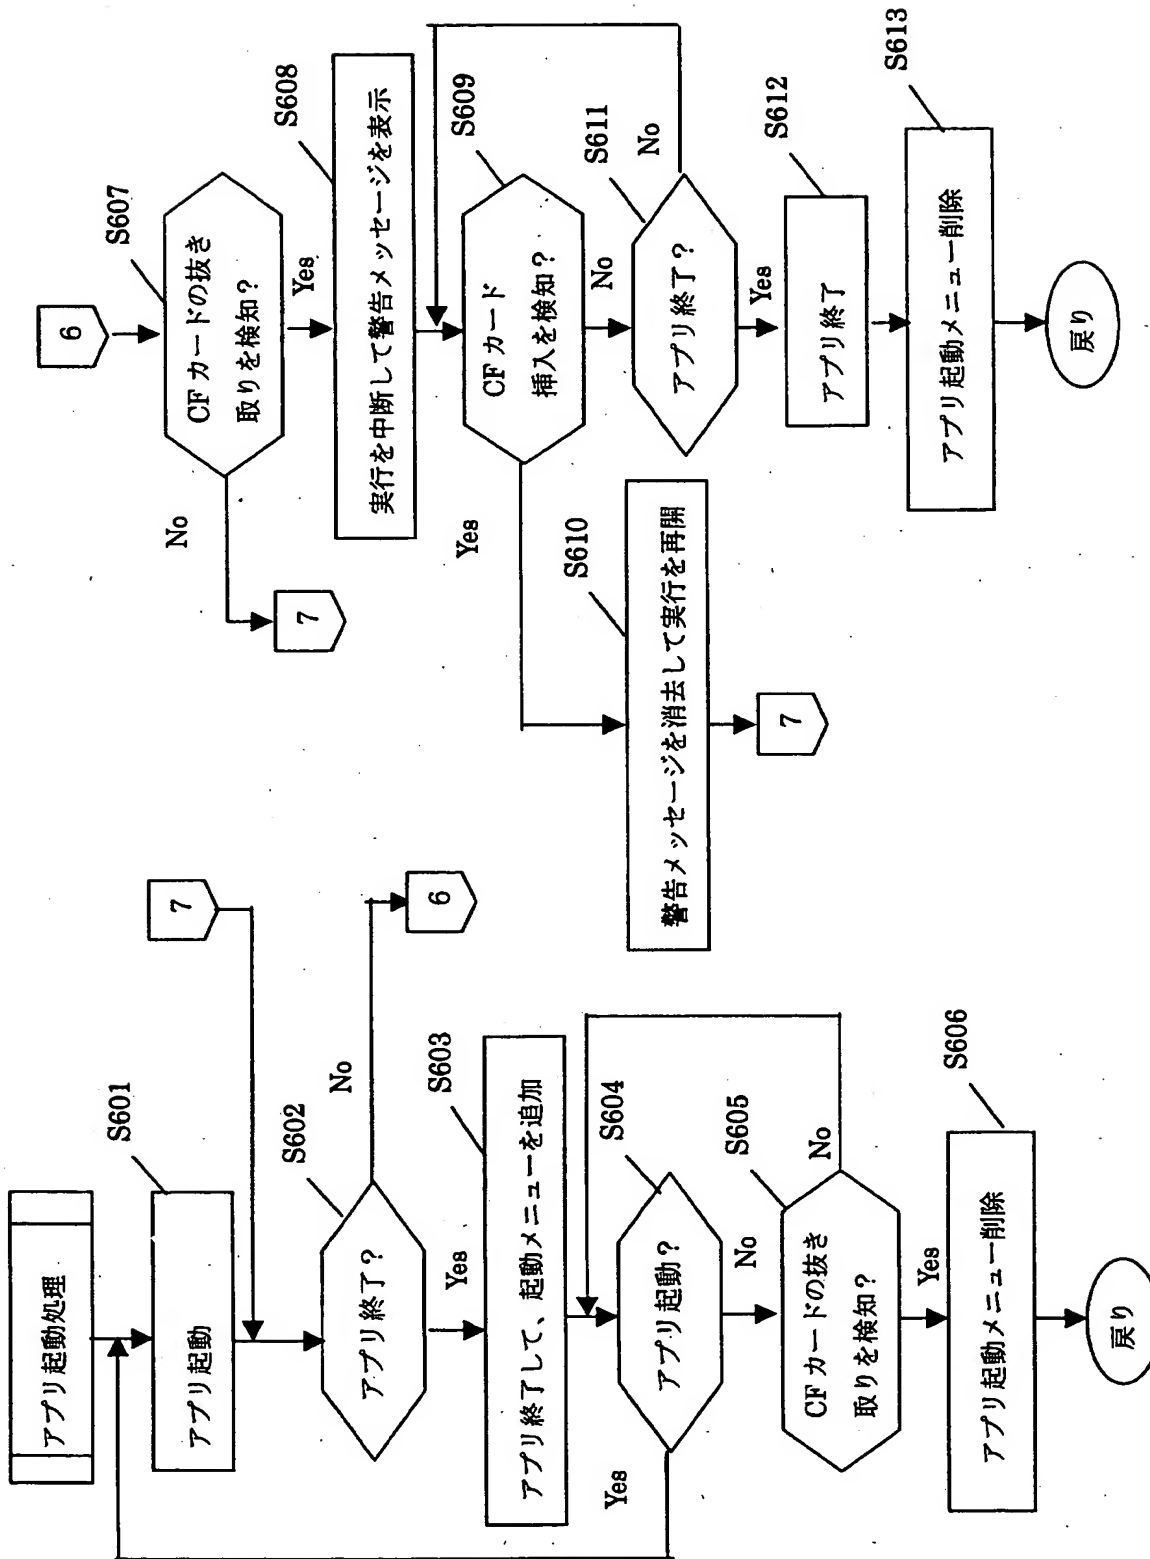 アプリ起動処理
アプリ起動
S601
7
アプリ終了?
S602
Yes
No
6
アプリ終了して、起動メニューを追加
S603
アプリ起動?
S604
Yes
No
CFカードの抜き
取りを検知?
S605
No
Yes
アプリ起動メニュー削除
S606
戻り
6
CFカードの抜き
取りを検知?
S607
No
7
Yes
実行を中断して警告メッセージを表示
S608
CFカード
挿入を検知?
S609
Yes
No
警告メッセージを消去して実行を再開
S610
7
アプリ終了?
S611
No
Yes
アプリ終了
S612
アプリ起動メニュー削除
S613
戻り